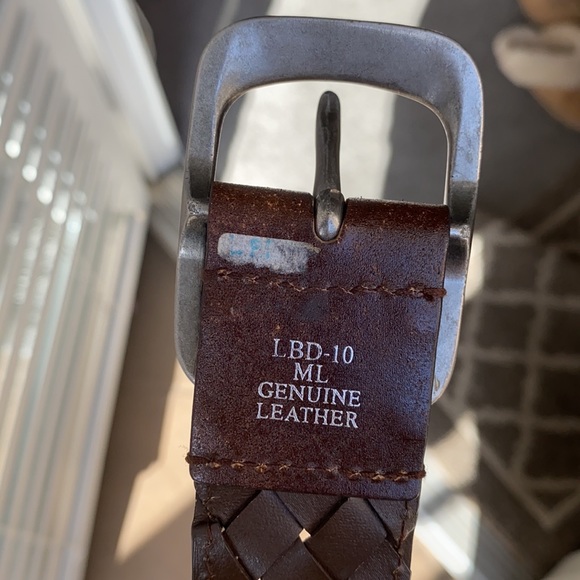 LBD-10
ML
GENUINE
LEATHER